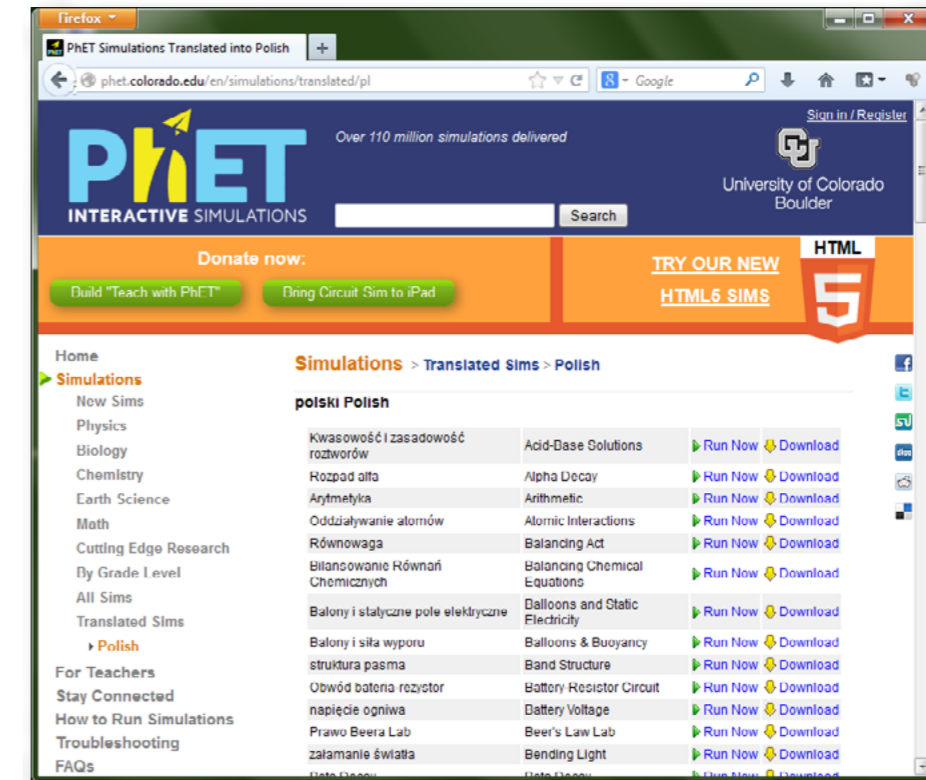 Firefox
PhET Simulations Translated into Polish
phet.colorado.edu/en/simulations/translated/pl
Google
Sign in / Register
Over 110 million simulations delivered
PhET
INTERACTIVE SIMULATIONS
Search
University of Colorado
Boulder
Donate now:
Build "Teach with PhET"
Bring Circuit Sim to iPad
TRY OUR NEW
HTML5 SIMS
HTML
5
Home
Simulations
New Sims
Physics
Biology
Chemistry
Earth Science
Math
Cutting Edge Research
By Grade Level
All Sims
Translated Sims
Polish
For Teachers
Stay Connected
How to Run Simulations
Troubleshooting
FAQs
Simulations > Translated Sims > Polish
polski Polish
Kwasowość i zasadowość
roztworów
Acid-Base Solutions Run Now Download
Rozpad alfa Alpha Decay Run Now Download
Arytmetyka Arithmetic Run Now Download
Oddziaływanie atomów Atomic Interactions Run Now Download
Równowaga Balancing Act Run Now Download
Bilansowanie Równań
Chemicznych
Balancing Chemical
Equations
Run Now Download
Balony i statyczne pole elektryczne
Balloons and Static
Electricity
Run Now Download
Balony i siła wyporu Balloons & Buoyancy Run Now Download
struktura pasma Band Structure Run Now Download
Obwód bateria-rezystor Battery-Resistor Circuit Run Now Download
napięcie ogniwa Battery Voltage Run Now Download
Prawo Beera Lab Beer's Law Lab Run Now Download
załamanie światła Bending Light Run Now Download
Beta Decay Beta Decay Run Now Download